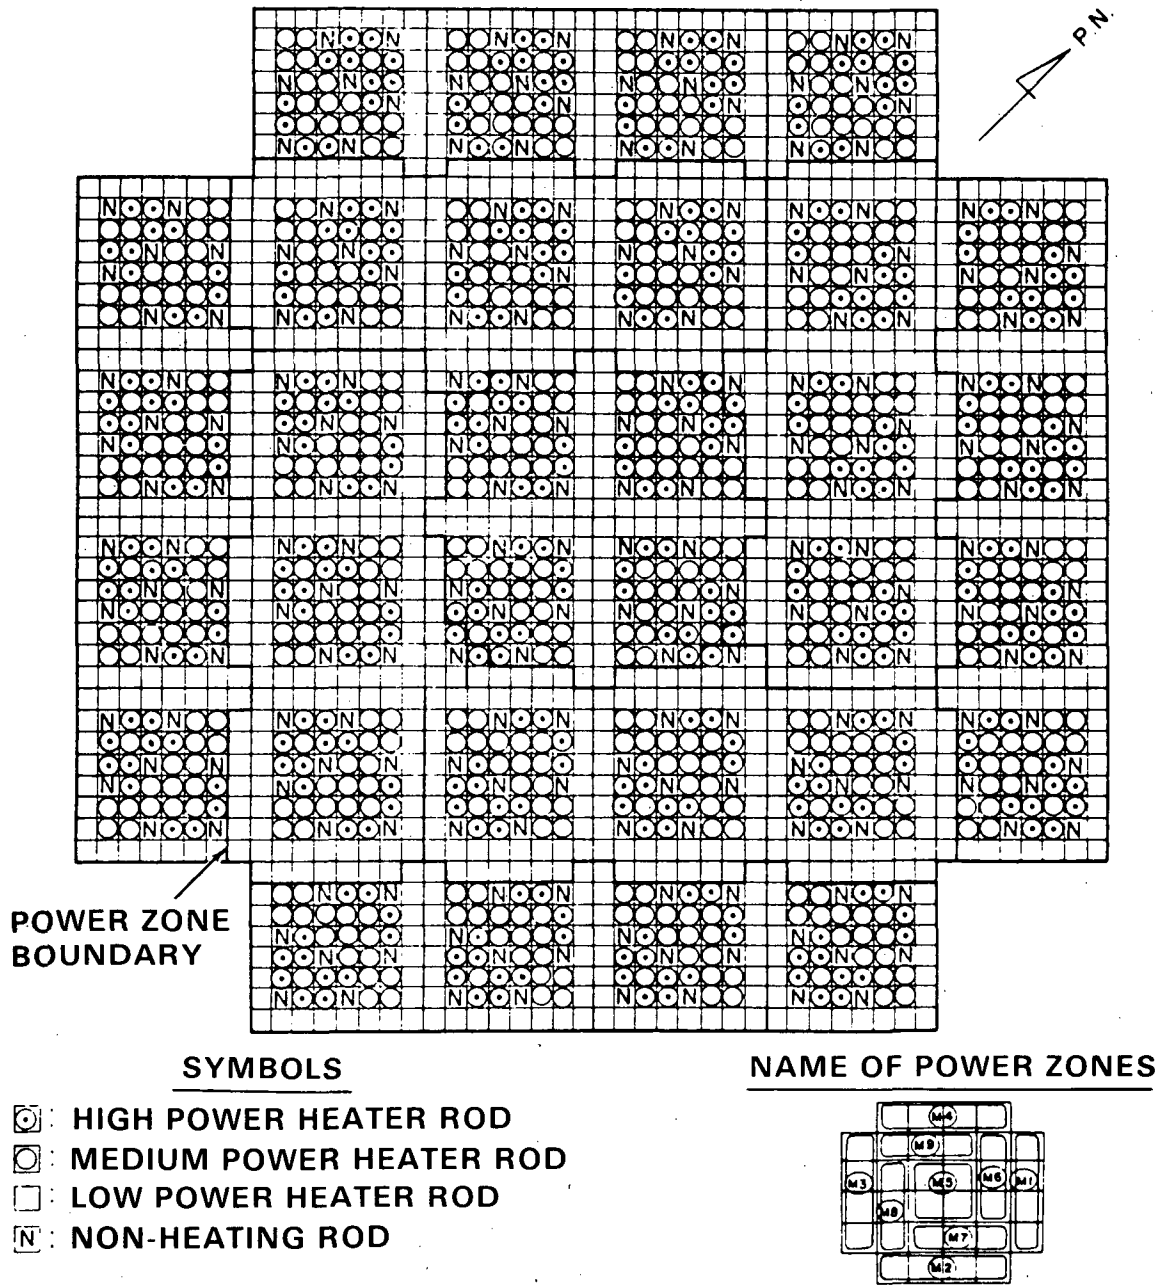 P.N.
POWER ZONE
BOUNDARY
SYMBOLS
: HIGH POWER HEATER ROD
: MEDIUM POWER HEATER ROD
LOW POWER HEATER ROD
N : NON-HEATING ROD
NAME OF POWER ZONES
M4
M9
M3 M5 M6 M1
M8
M7
M2